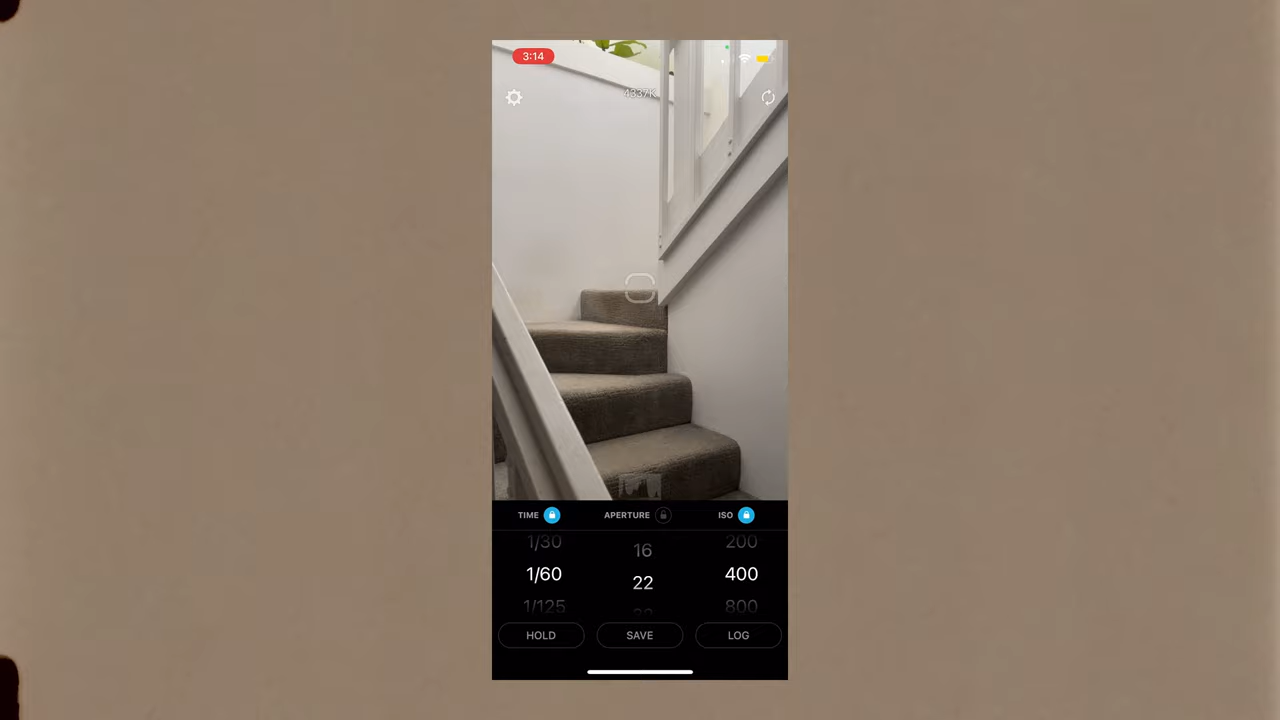 3:14
4337K
TIME APERTURE ISO
1/30 16 200
1/60 22 400
1/125 800
HOLD SAVE LOG